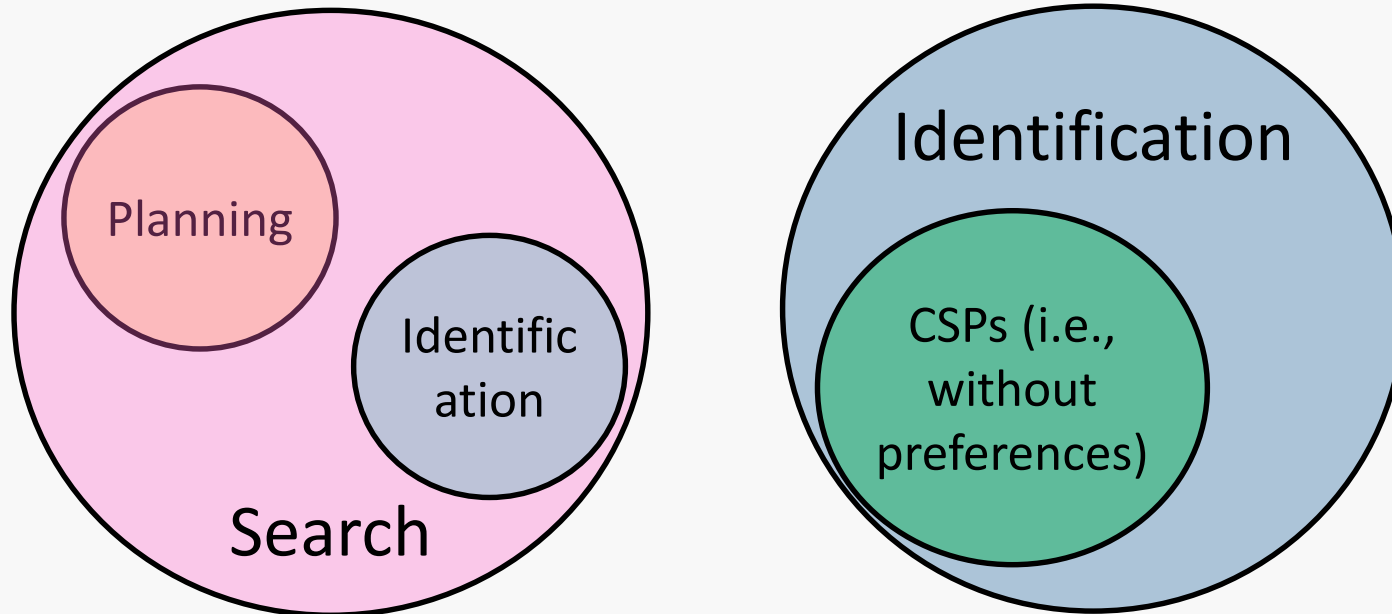 Planning
Identific
ation
Search
Identification
CSPs (i.e.,
without
preferences)